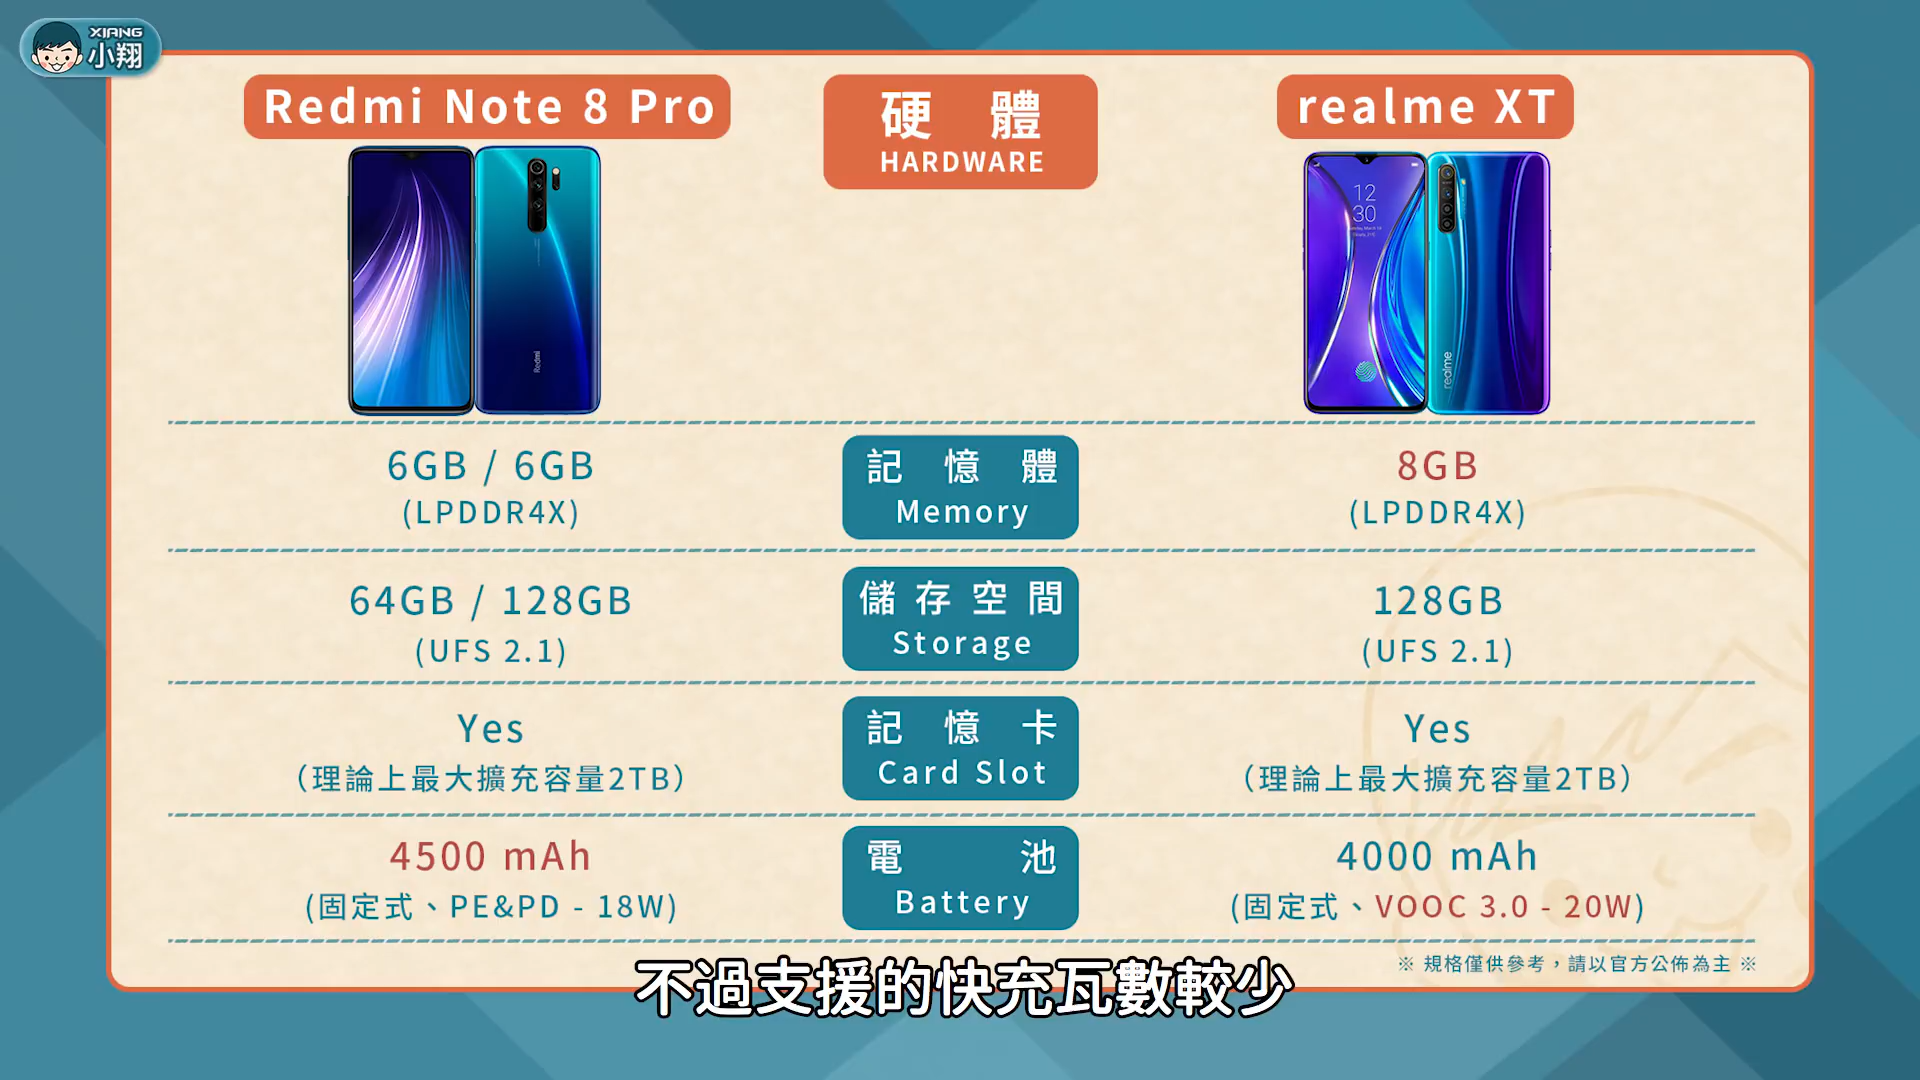 XIANG
小翔
Redmi Note 8 Pro
硬體
HARDWARE
realme XT
12
30
Redmi
realme
6GB / 6GB
(LPDDR4X)
記憶體
Memory
8GB
(LPDDR4X)
64GB / 128GB
(UFS 2.1)
儲存空間
Storage
128GB
(UFS 2.1)
Yes
(理論上最大擴充容量2TB)
記憶卡
Card Slot
Yes
(理論上最大擴充容量2TB)
4500 mAh
(固定式、PE&PD - 18W)
電池
Battery
4000 mAh
(固定式、VOOC 3.0 - 20W)
※ 規格僅供參考，請以官方公佈為主 ※
不過支援的快充瓦數較少